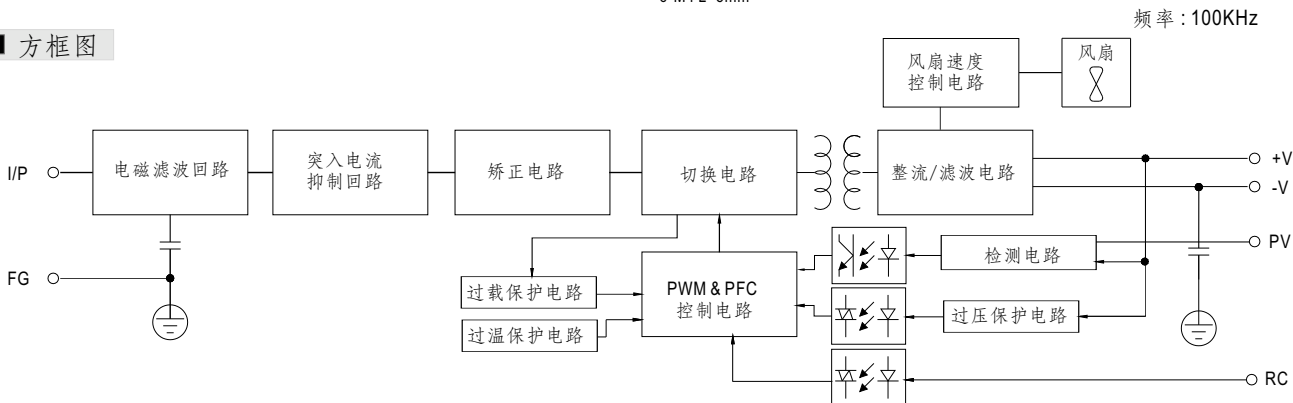 频率 : 100KHz
方框图
风扇速度
控制电路
风扇
I/P
电磁滤波回路
突入电流
抑制回路
矫正电路
切换电路
整流/滤波电路
+V
-V
PV
FG
过载保护电路
过温保护电路
PWM & PFC
控制电路
检测电路
过压保护电路
RC